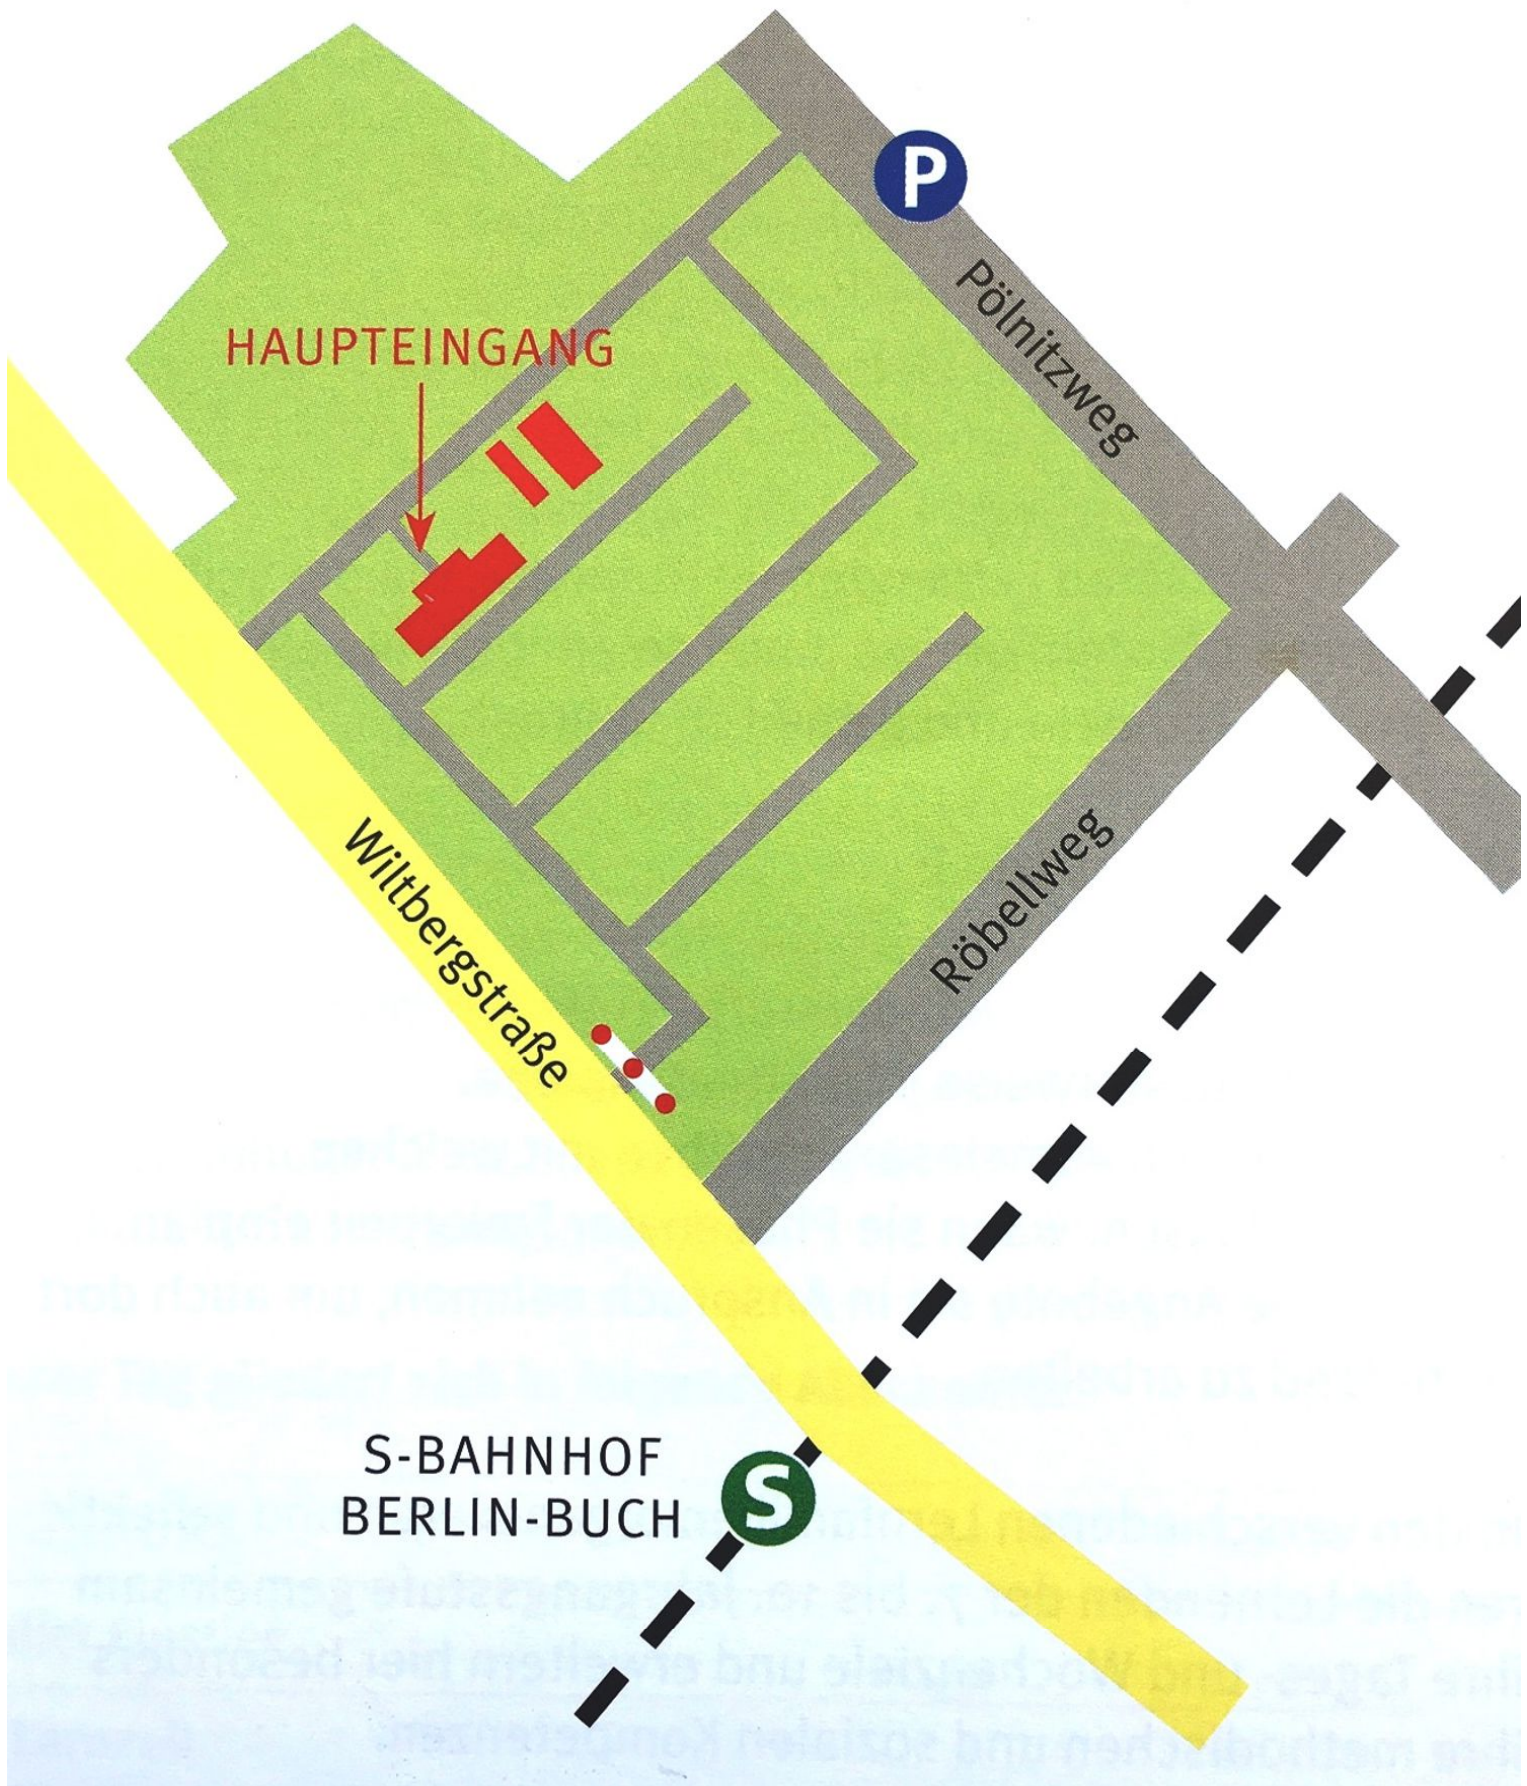 P
Pölnitzweg
HAUPTEINGANG
Wiltbergstraße
Röbellweg
S-BAHNHOF
BERLIN-BUCH
S